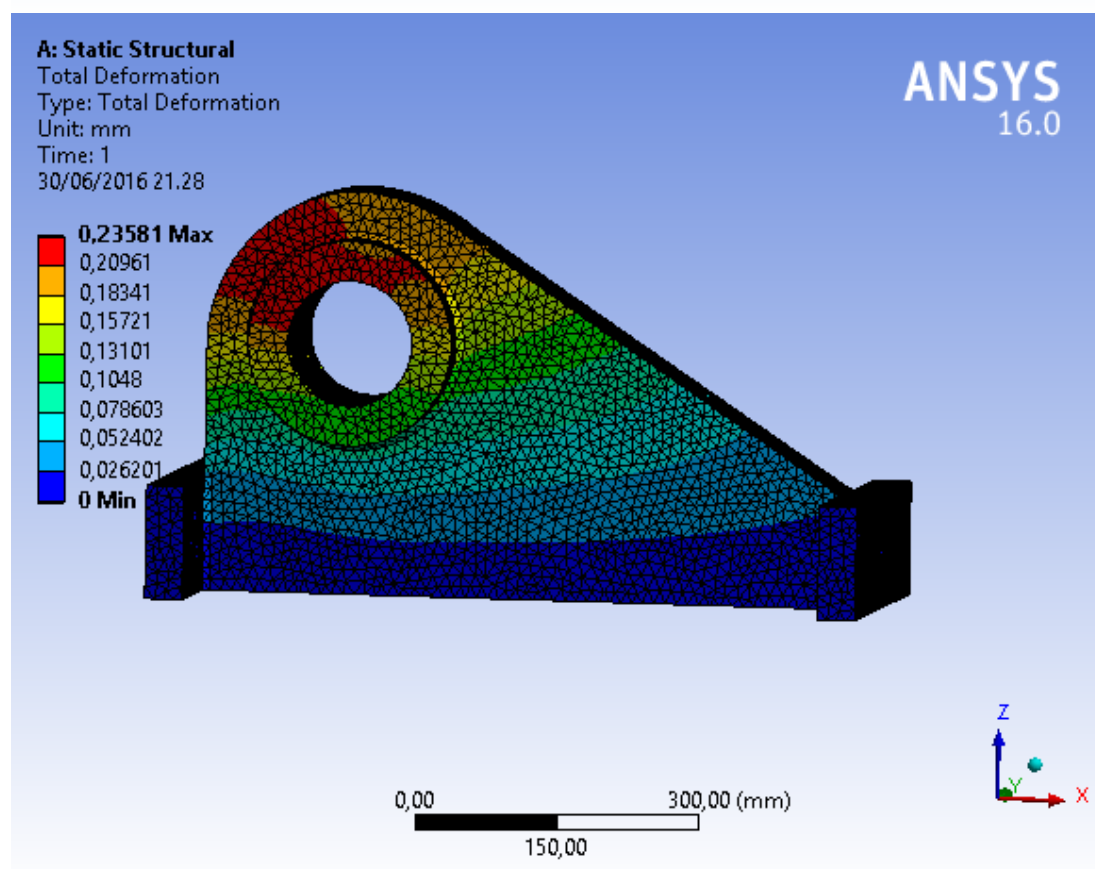 A: Static Structural
Total Deformation
Type: Total Deformation
Unit: mm
Time: 1
30/06/2016 21.28
ANSYS
16.0
0,23581 Max
0,20961
0,18341
0,15721
0,13101
0,1048
0,078603
0,052402
0,026201
0 Min
Z
Y
X
0,00
300,00 (mm)
150,00